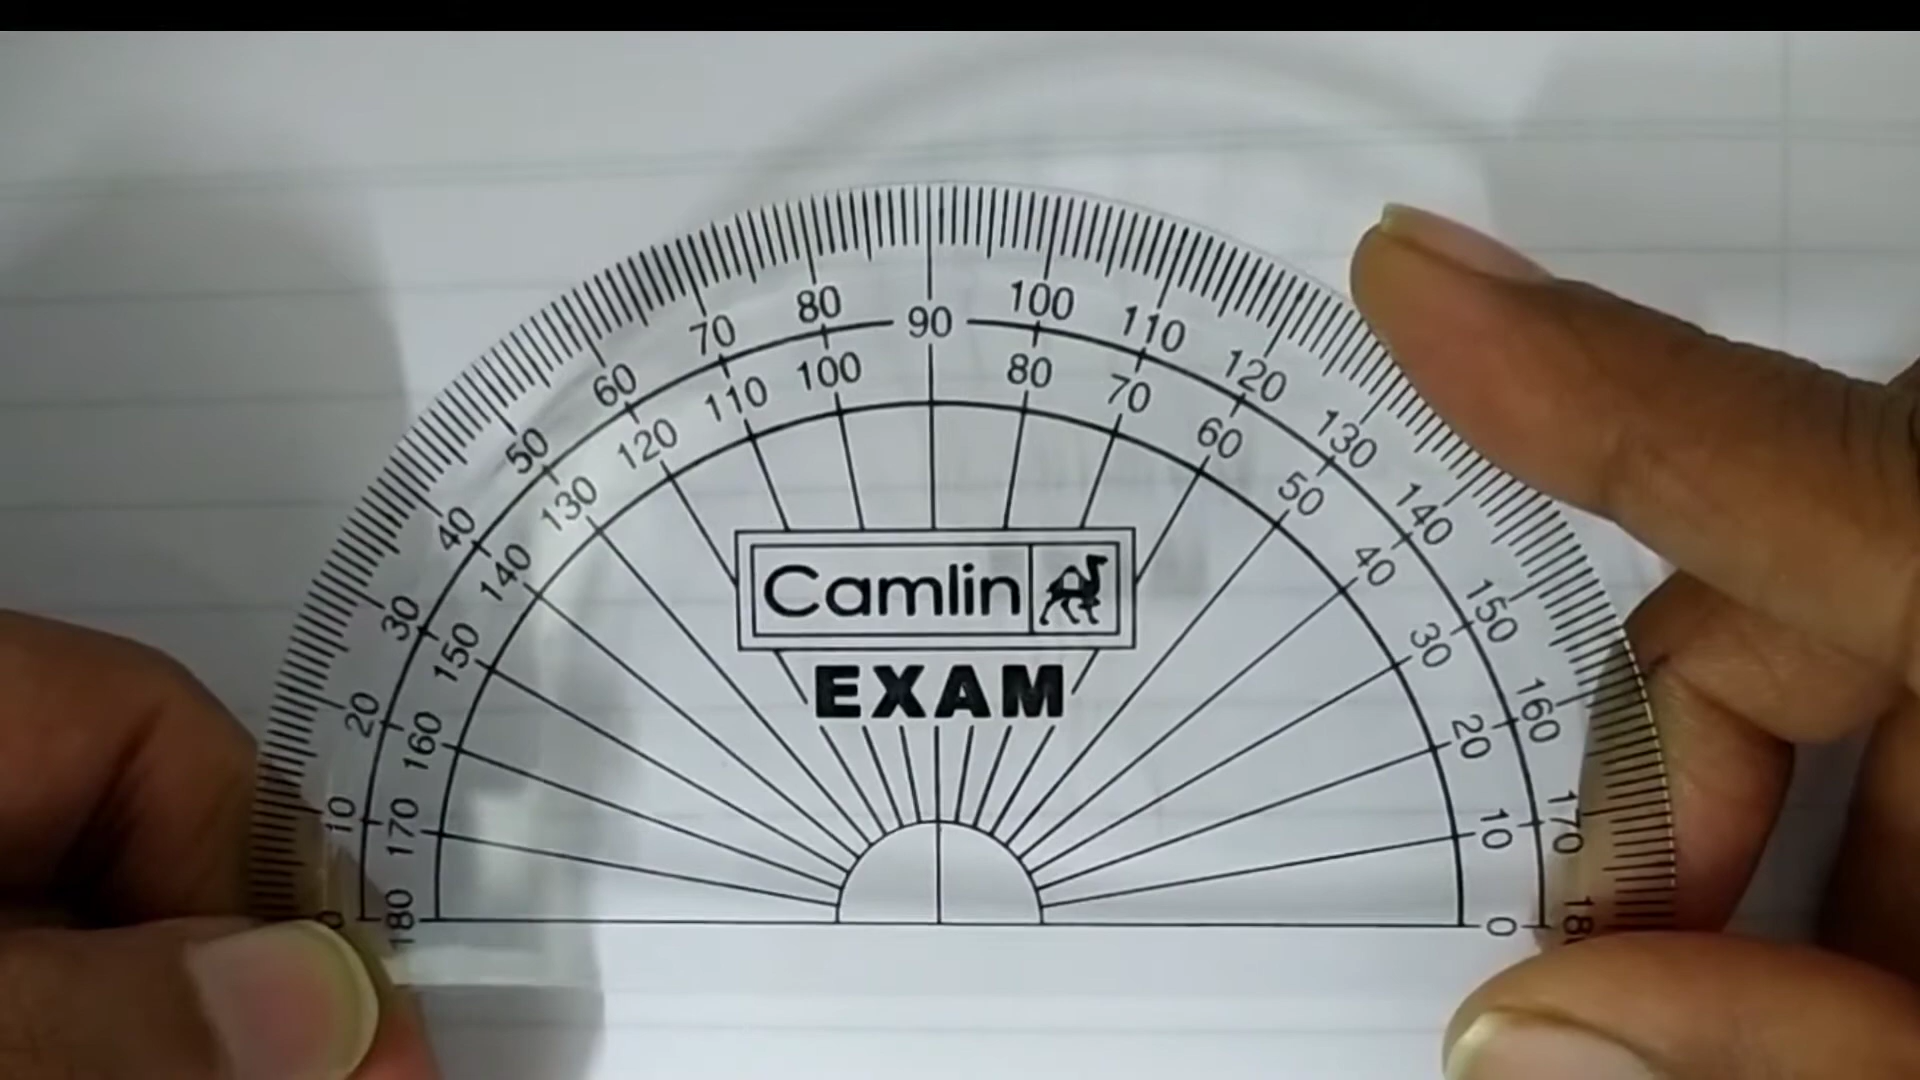 0 10 20 30 40 50 60 70 80 90 100 110 120 130 140 150 160 170
180 170 160 150 140 130 120 110 100 80 70 60 50 40 30 20 10 0
Camlin
EXAM